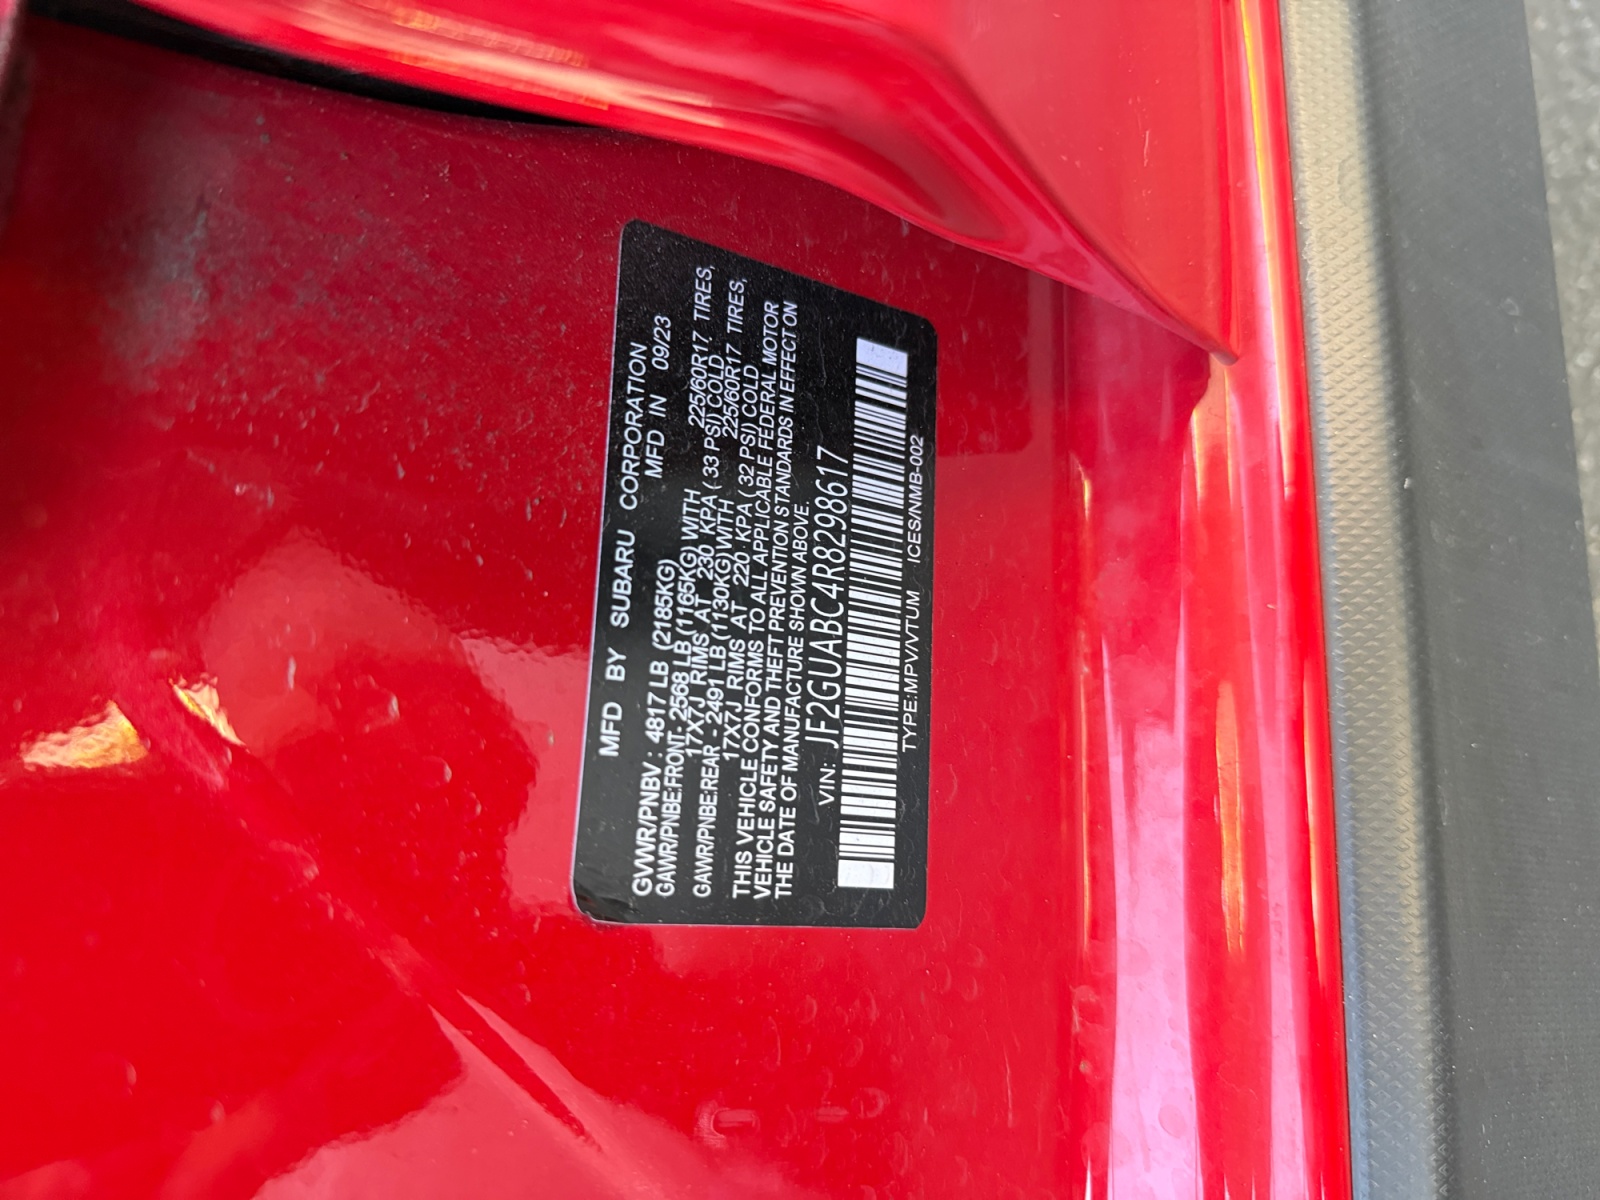 MFD BY SUBARU CORPORATION
MFD IN 09/23
GVWR/PNBV : 4817 LB (2185KG)
GAWR/PNBE:FRONT- 2568 LB (1165KG) WITH
17X7J RIMS AT 230 KPA ( 33 PSI) COLD 225/60R17 TIRES,
GAWR/PNBE:REAR - 2491 LB (1130KG) WITH
17X7J RIMS AT 220 KPA ( 32 PSI) COLD 225/60R17 TIRES,
THIS VEHICLE CONFORMS TO ALL APPLICABLE FEDERAL MOTOR
VEHICLE SAFETY AND THEFT PREVENTION STANDARDS IN EFFECT ON
THE DATE OF MANUFACTURE SHOWN ABOVE.
VIN: JF2GUABC4R8298617
TYPE:MPV/VTUM ICES/NMB-002